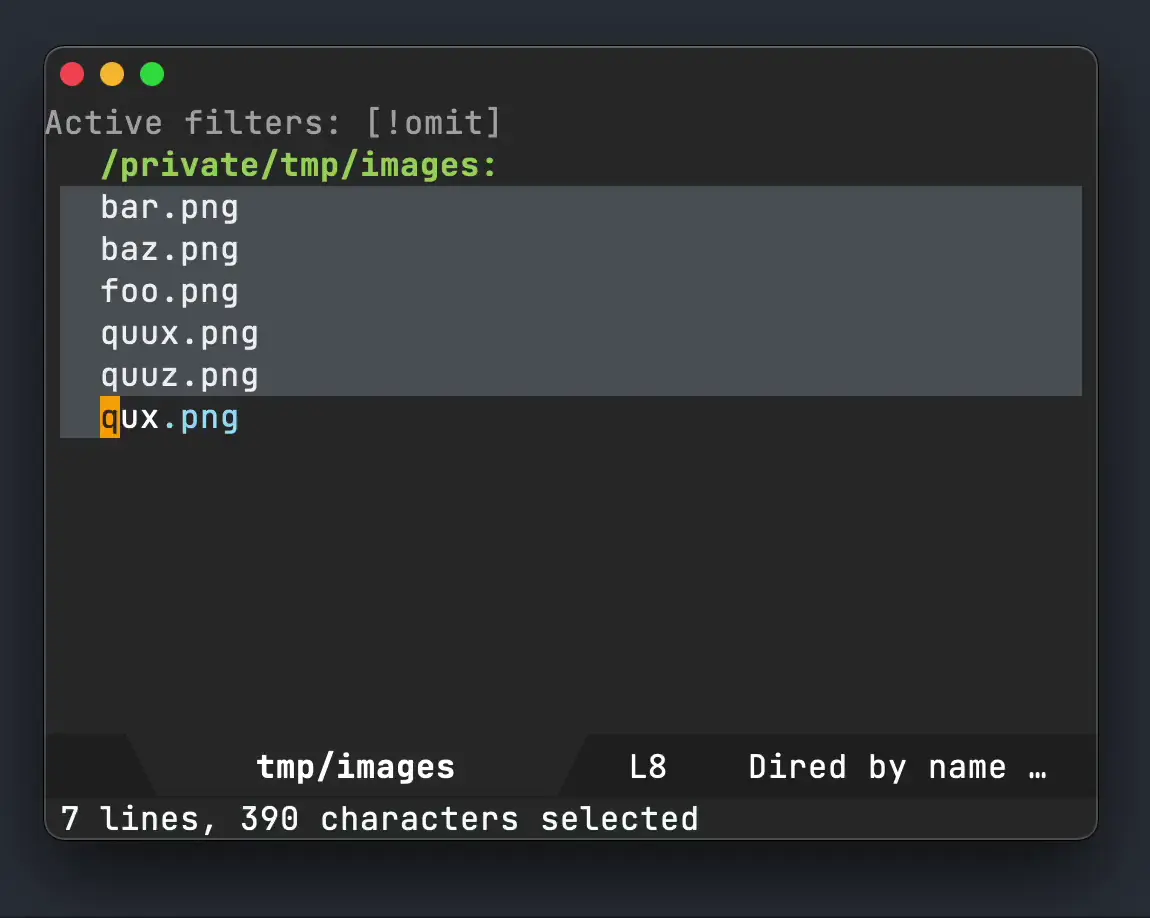 Active filters: [!omit]
/private/tmp/images:
bar.png
baz.png
foo.png
quux.png
quuz.png
qux.png
tmp/images L8 Dired by name …
7 lines, 390 characters selected